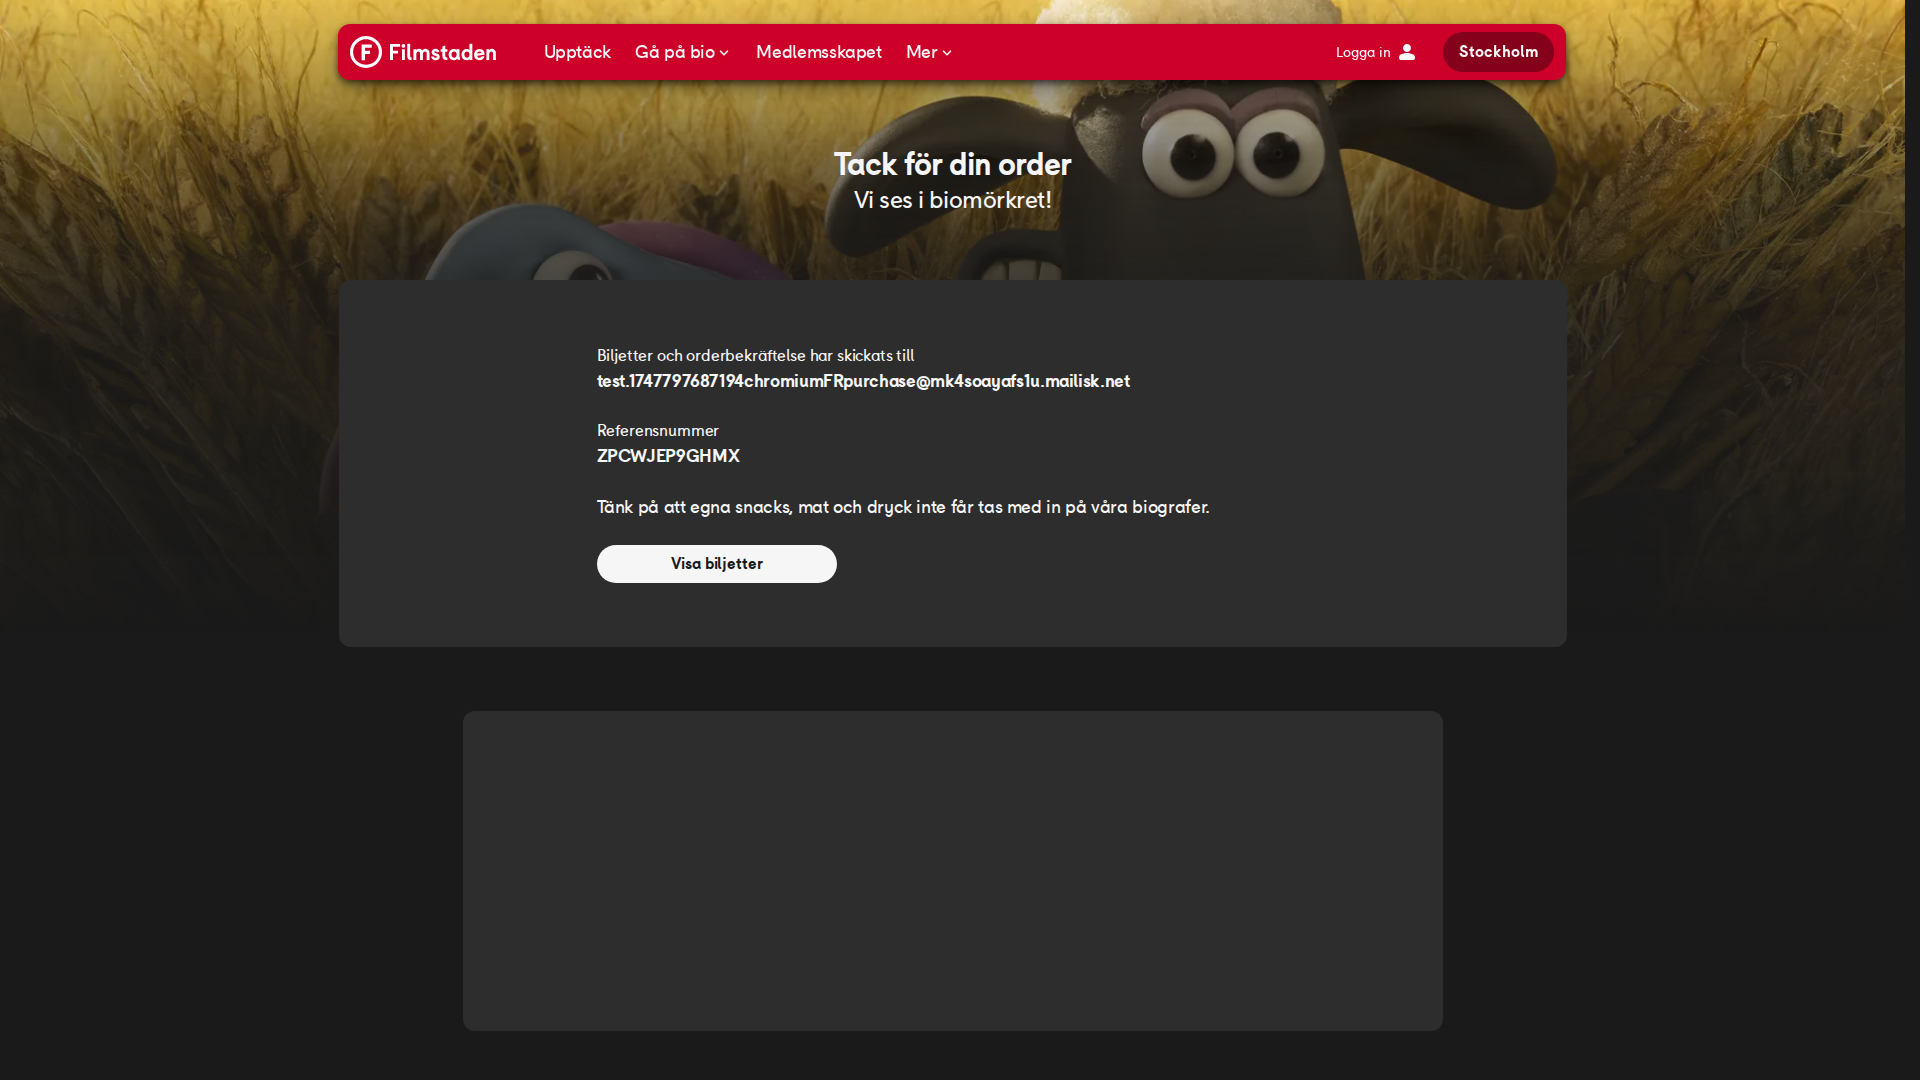 Filmstaden
Upptäck
Gå på bio
Medlemsskapet
Mer
Logga in
Stockholm
Tack för din order
Vi ses i biomörkret!
Biljetter och orderbekräftelse har skickats till
test.1747797687194chromiumFRpurchase@mk4soayafs1u.mailisk.net
Referensnummer
ZPCWJEP9GHMX
Tänk på att egna snacks, mat och dryck inte får tas med in på våra biografer.
Visa biljetter